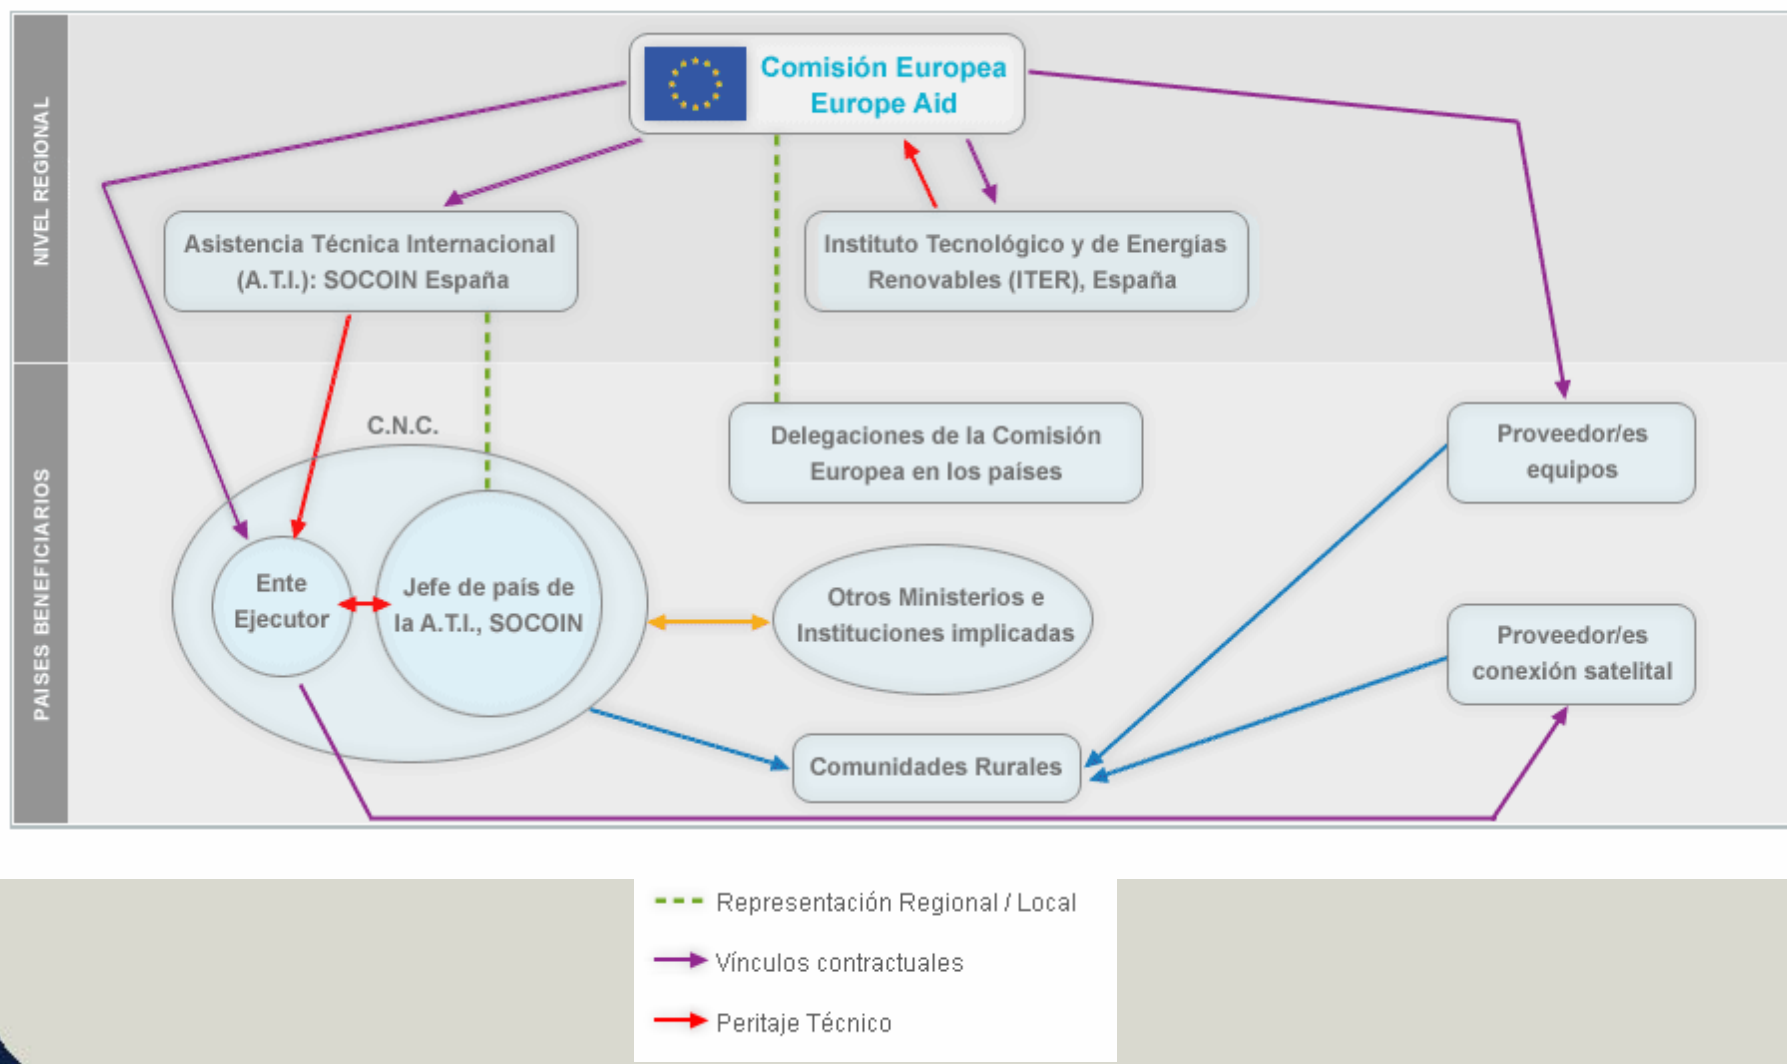 NIVEL REGIONAL
Comisión Europea
Europe Aid
Asistencia Técnica Internacional
(A.T.I.): SOCOIN España
Instituto Tecnológico y de Energías
Renovables (ITER), España
PAISES BENEFICIARIOS
C.N.C.
Delegaciones de la Comisión
Europea en los países
Proveedor/es
equipos
Ente
Ejecutor
Jefe de país de
la A.T.I., SOCOIN
Otros Ministerios e
Instituciones implicadas
Proveedor/es
conexión satelital
Comunidades Rurales
Representación Regional / Local
Vínculos contractuales
Peritaje Técnico